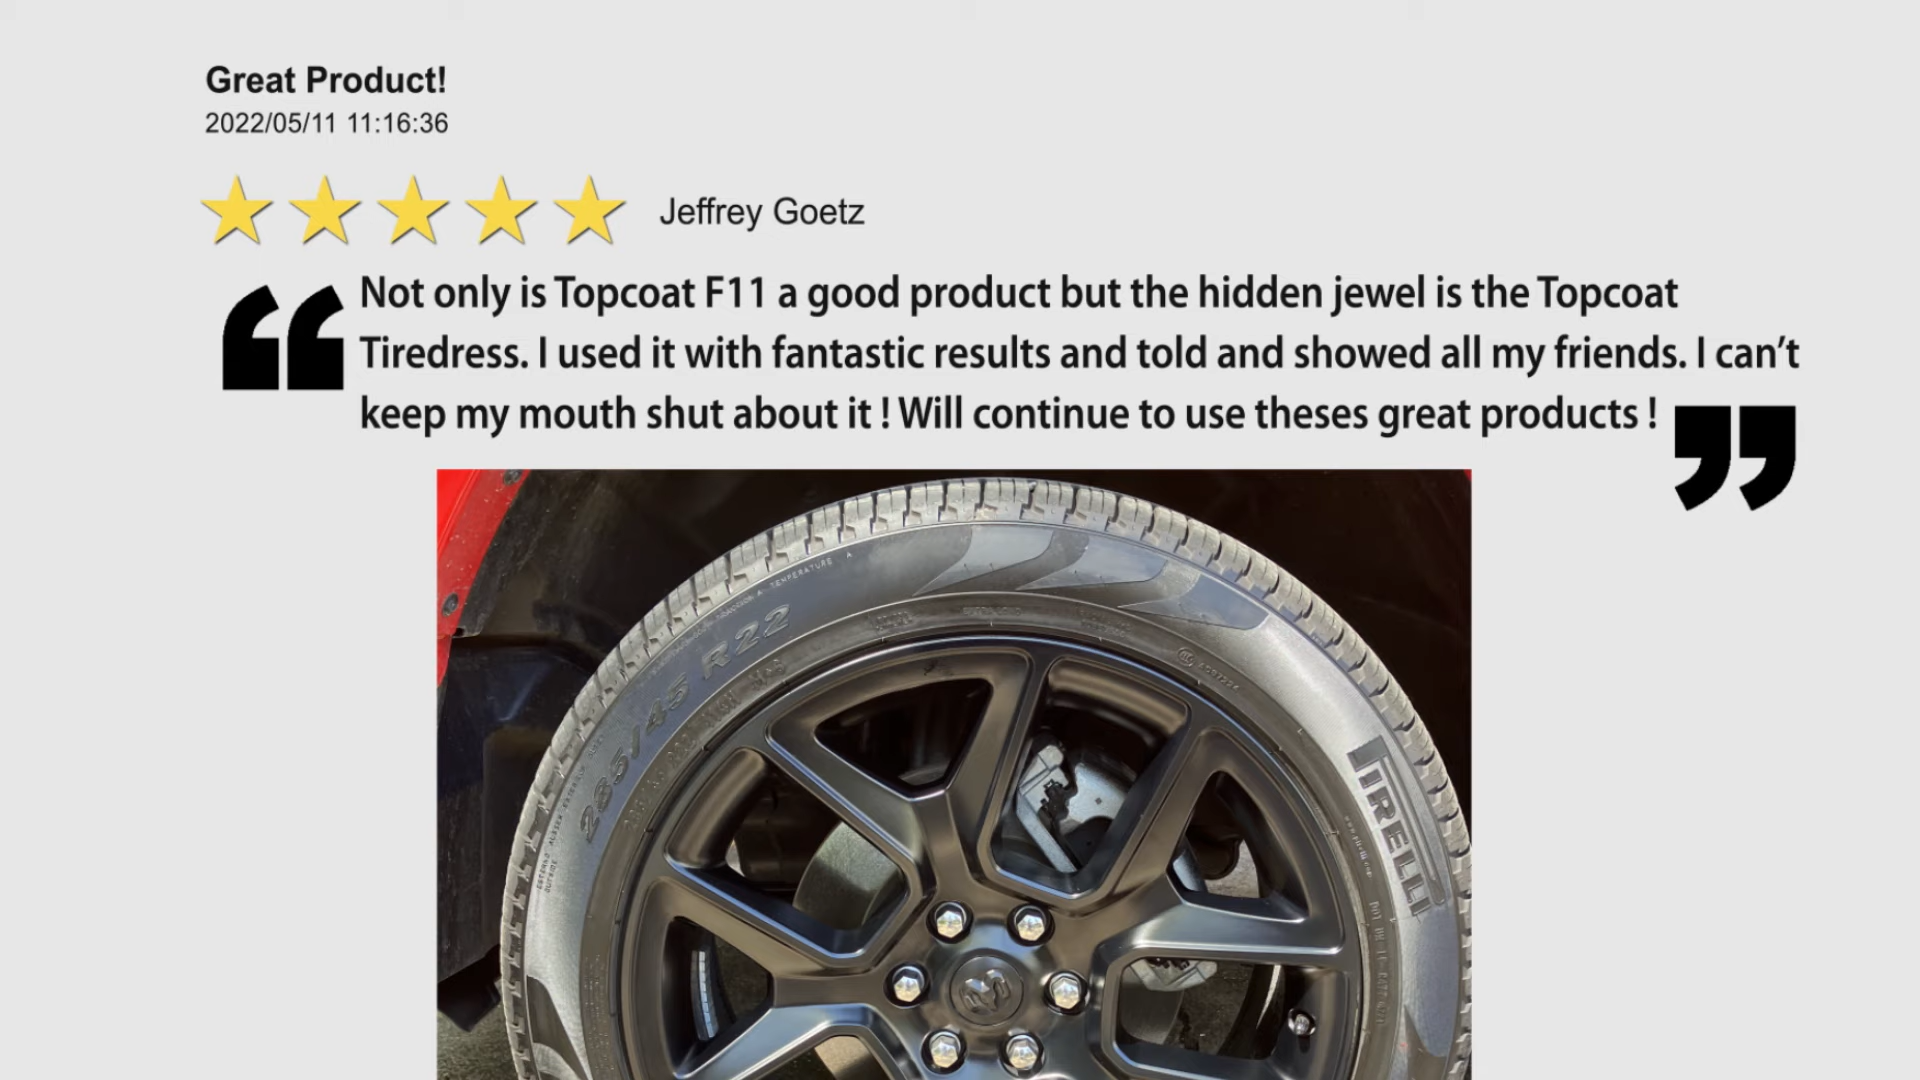 Great Product!
2022/05/11 11:16:36
Jeffrey Goetz
“Not only is Topcoat F11 a good product but the hidden jewel is the Topcoat
Tiredress. I used it with fantastic results and told and showed all my friends. I can’t
keep my mouth shut about it ! Will continue to use theses great products !”
TEMPERATURE A
285/45 R22
M+S
PIRELLI